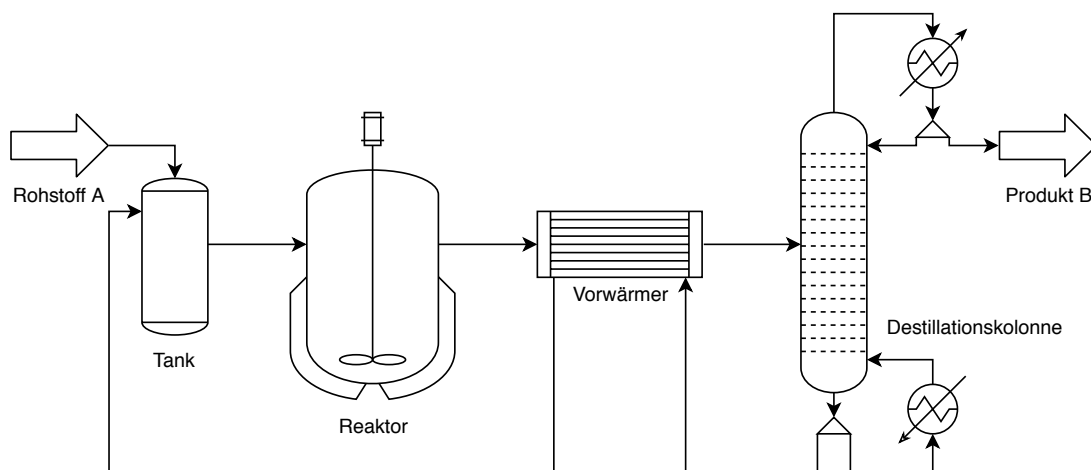 Rohstoff A
Tank
Reaktor
Vorwärmer
Destillationskolonne
Produkt B